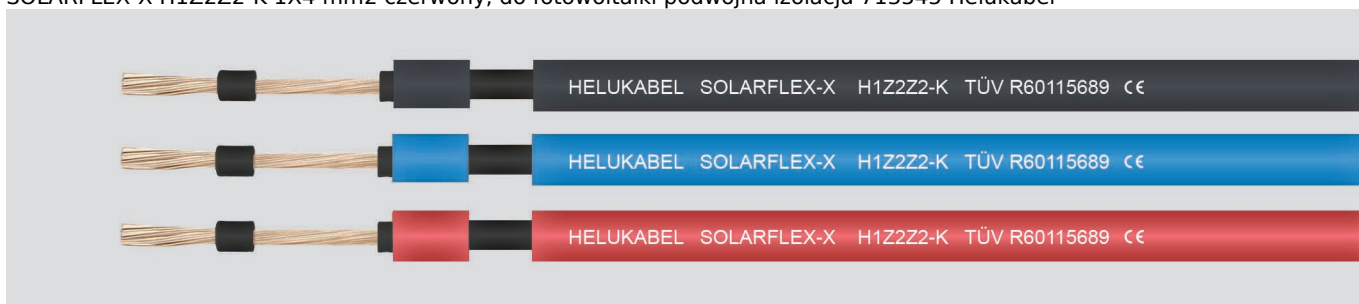 SOLARFLEX-X H1Z2Z2-K 1X4 mm2 czerwony, do fotowoltaiki podwójna izolacja 713545 Helukabel
HELUKABEL SOLARFLEX-X H1Z2Z2-K TÜV R60115689 CE
HELUKABEL SOLARFLEX-X H1Z2Z2-K TÜV R60115689 CE
HELUKABEL SOLARFLEX-X H1Z2Z2-K TÜV R60115689 CE